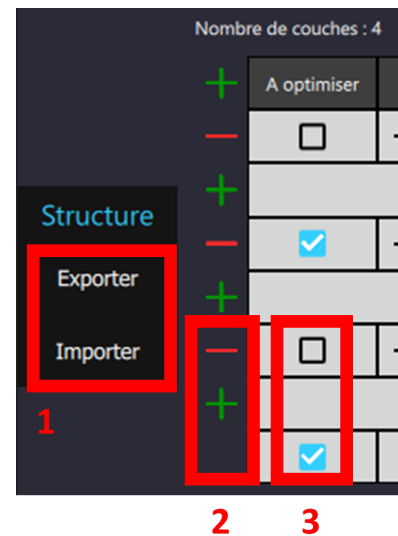 Nombre de couches : 4
A optimiser
Structure
Exporter
Importer
1
2 3